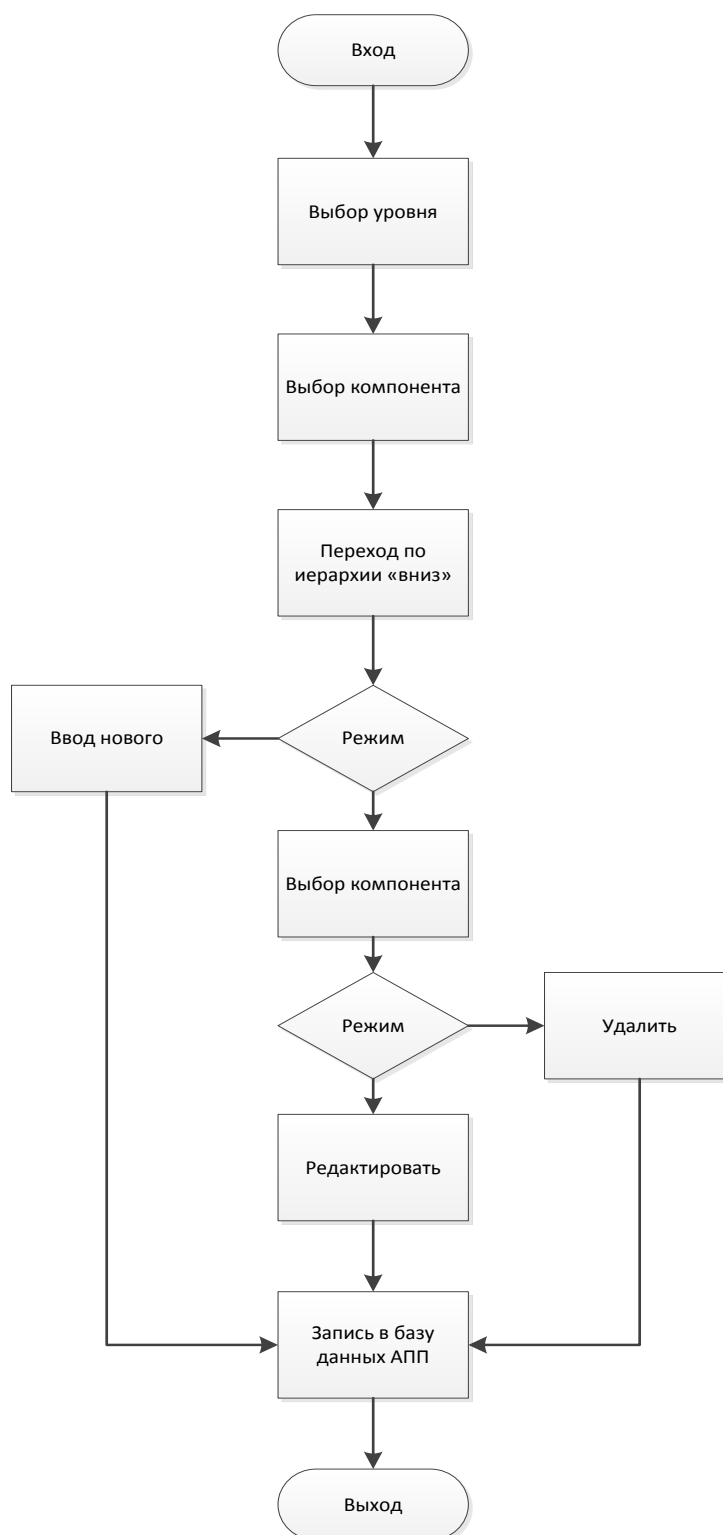 Вход
Выбор уровня
Выбор компонента
Переход по
иерархии «вниз»
Ввод нового
Режим
Выбор компонента
Режим
Удалить
Редактировать
Запись в базу
данных АПП
Выход